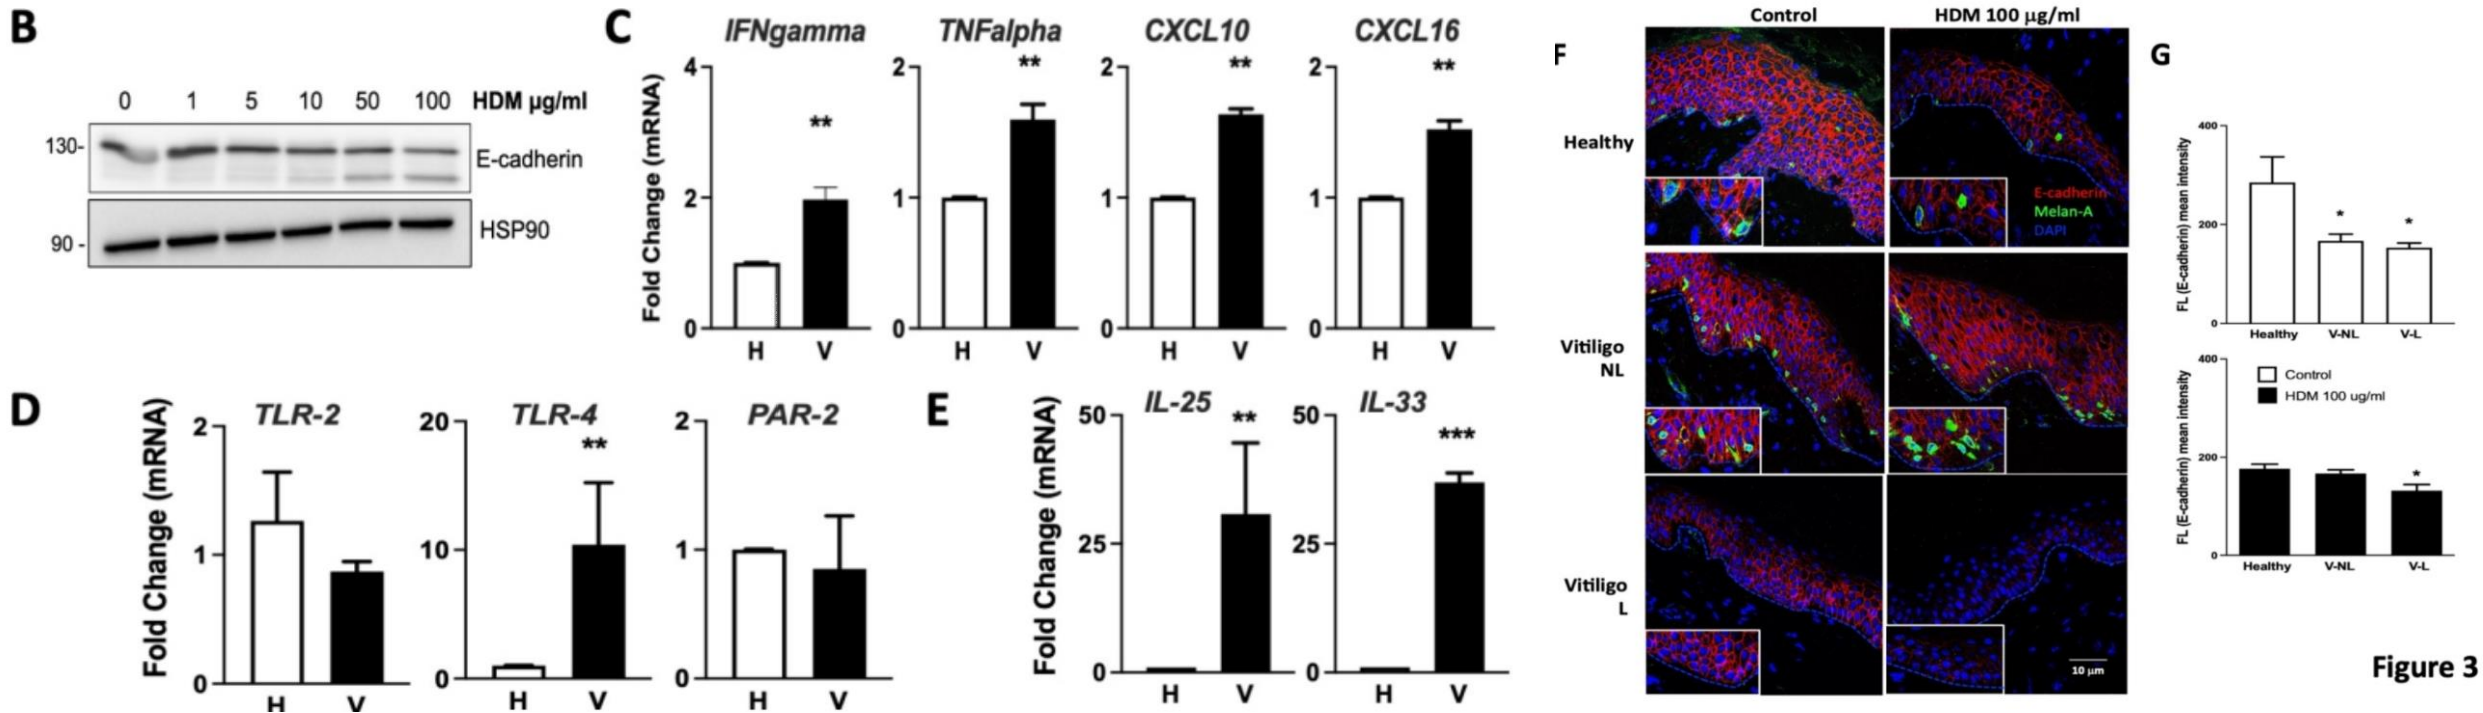 B
0 1 5 10 50 100 HDM µg/ml
130-
E-cadherin
90 -
HSP90
C
IFNgamma
TNFalpha
CXCL10
CXCL16
Fold Change (mRNA)
4
2
0
**
H V
2
1
0
**
H V
2
1
0
**
H V
2
1
0
**
H V
D
TLR-2
TLR-4
PAR-2
Fold Change (mRNA)
2
1
0
H V
20
10
0
**
H V
2
1
0
H V
E
IL-25
IL-33
Fold Change (mRNA)
50
25
0
**
H V
50
25
0
***
H V
F
Control
HDM 100 µg/ml
Healthy
E-cadherin
Melan-A
DAPI
Vitiligo
NL
Vitiligo
L
10 µm
G
FL (E-cadherin) mean intensity
400
200
0
*
*
Healthy V-NL V-L
FL (E-cadherin) mean intensity
400
200
0
Control
HDM 100 ug/ml
*
Healthy V-NL V-L
Figure 3